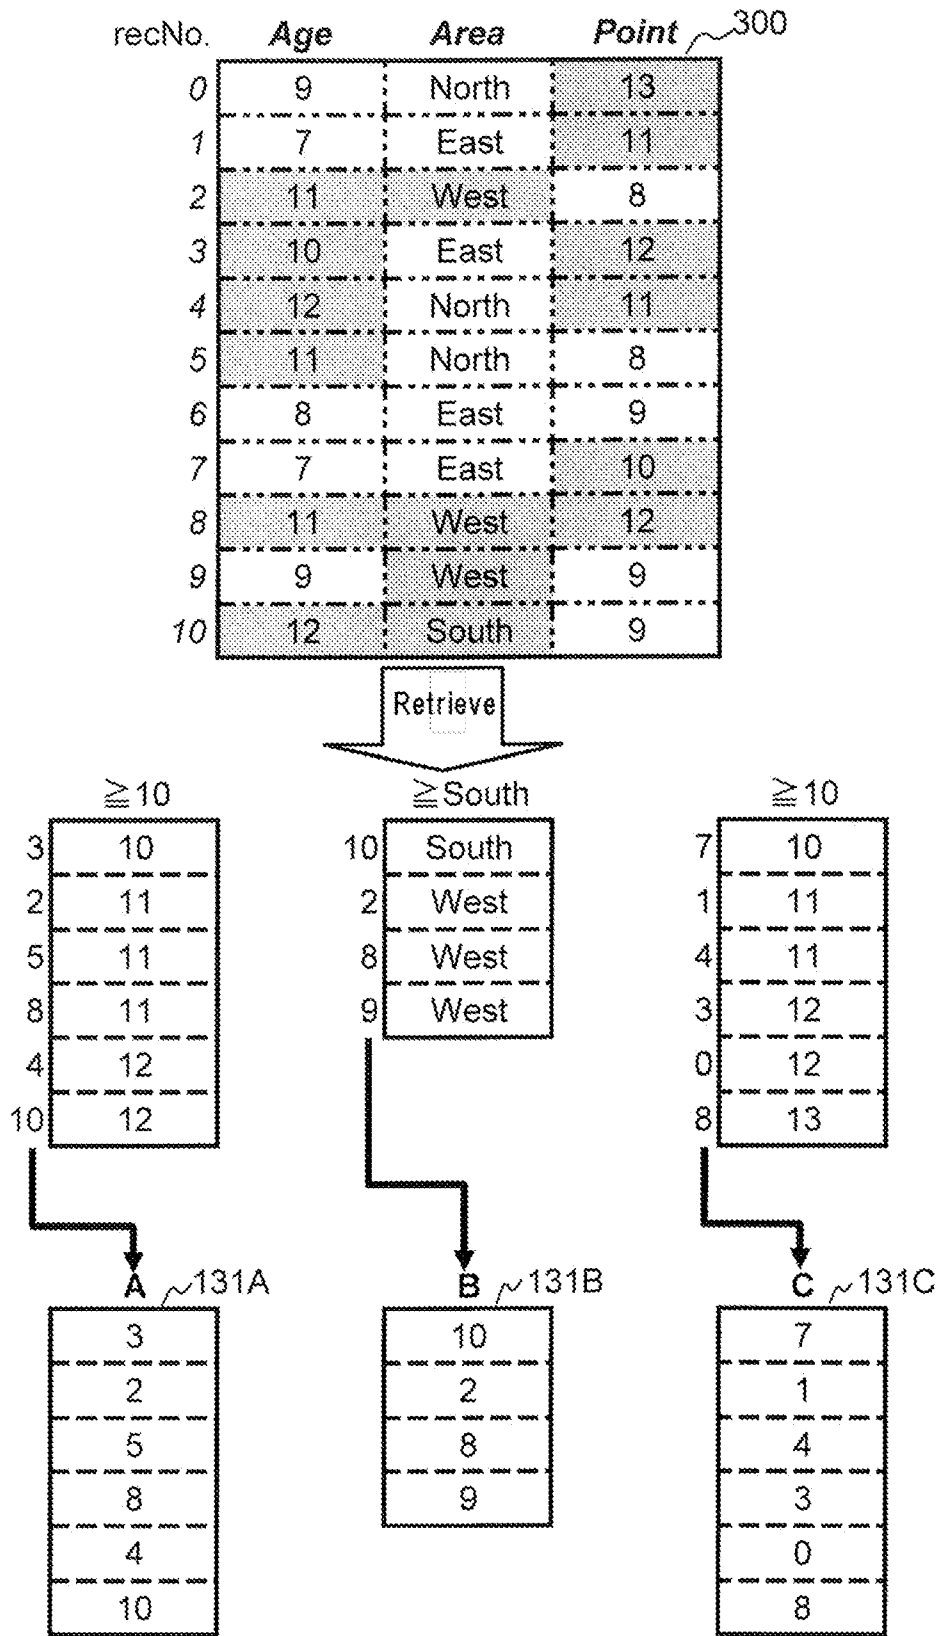 recNo. Age Area Point 300
0 9 North 13
1 7 East 11
2 11 West 8
3 10 East 12
4 12 North 11
5 11 North 8
6 8 East 9
7 7 East 10
8 11 West 12
9 9 West 9
10 12 South 9
Retrieve
≧10 ≧South ≧10
3 10 10 South 7 10
2 11 2 West 1 11
5 11 8 West 4 11
8 11 9 West 3 12
4 12 0 12
10 12 8 13
A 131A B 131B C 131C
3 10 7
2 2 1
5 8 4
8 9 3
4 0
10 8